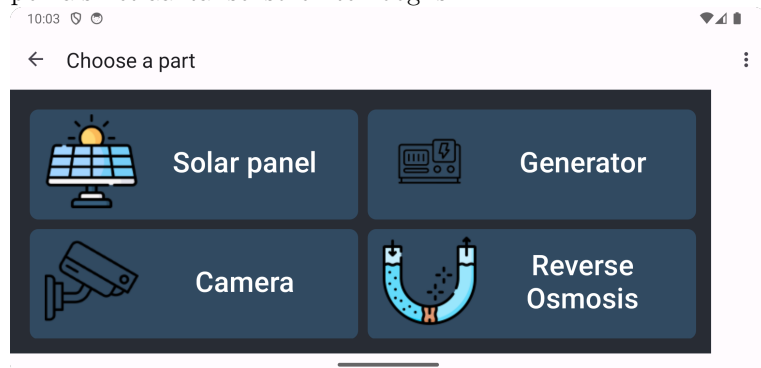 10:03
Choose a part
Solar panel
Generator
Camera
Reverse
Osmosis